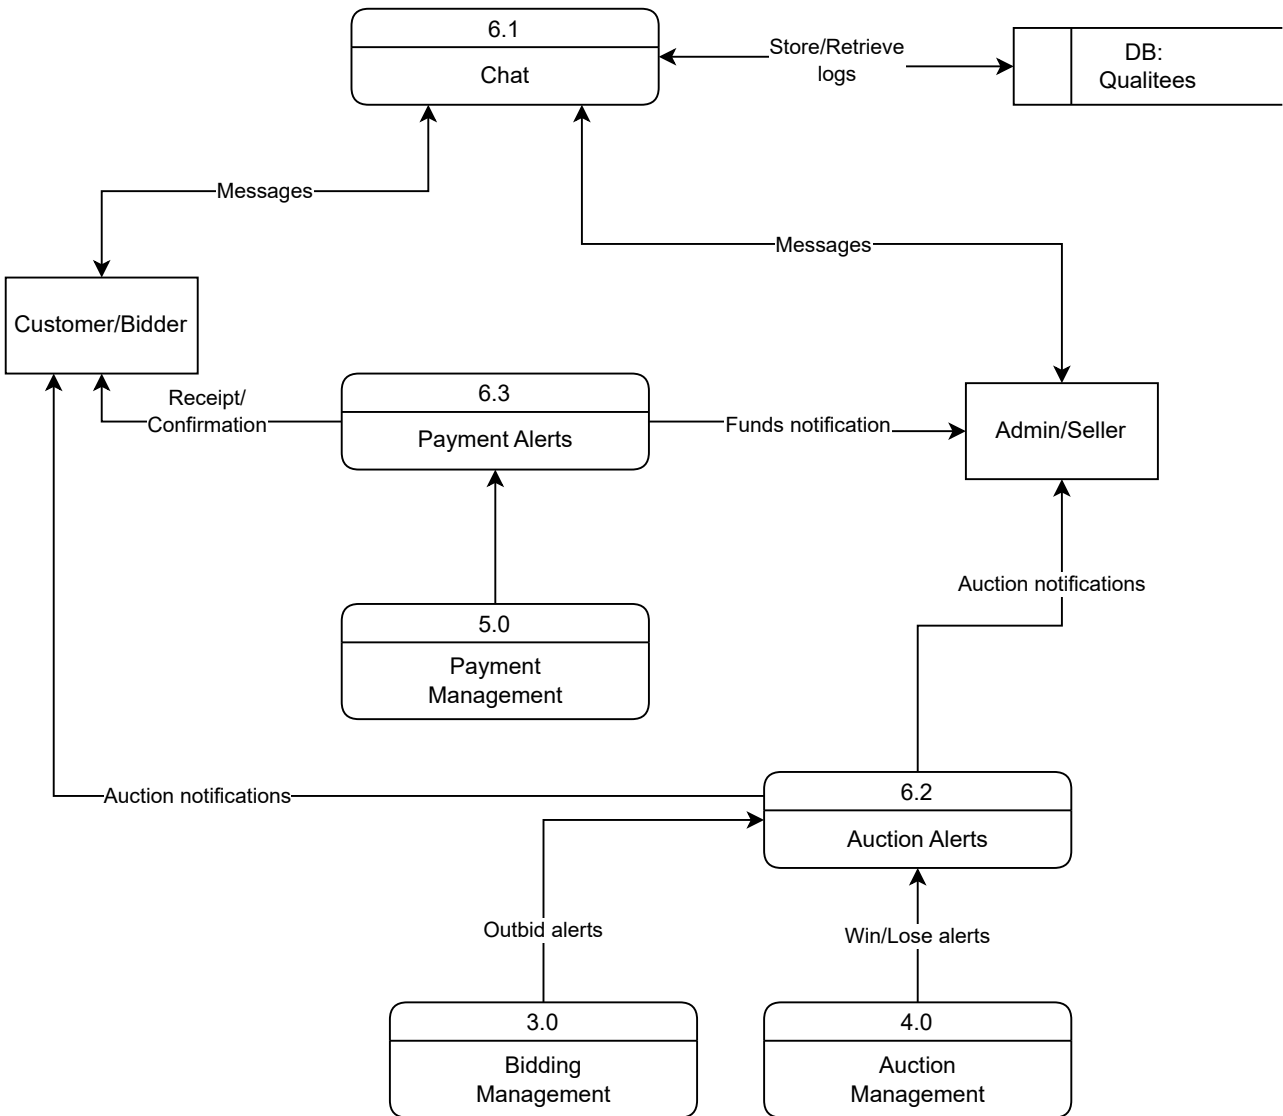 6.1
Chat
Store/Retrieve
logs
DB:
Qualitees
Messages
Messages
Customer/Bidder
Receipt/
Confirmation
6.3
Payment Alerts
Funds notification
Admin/Seller
Auction notifications
5.0
Payment
Management
Auction notifications
6.2
Auction Alerts
Outbid alerts
Win/Lose alerts
3.0
Bidding
Management
4.0
Auction
Management